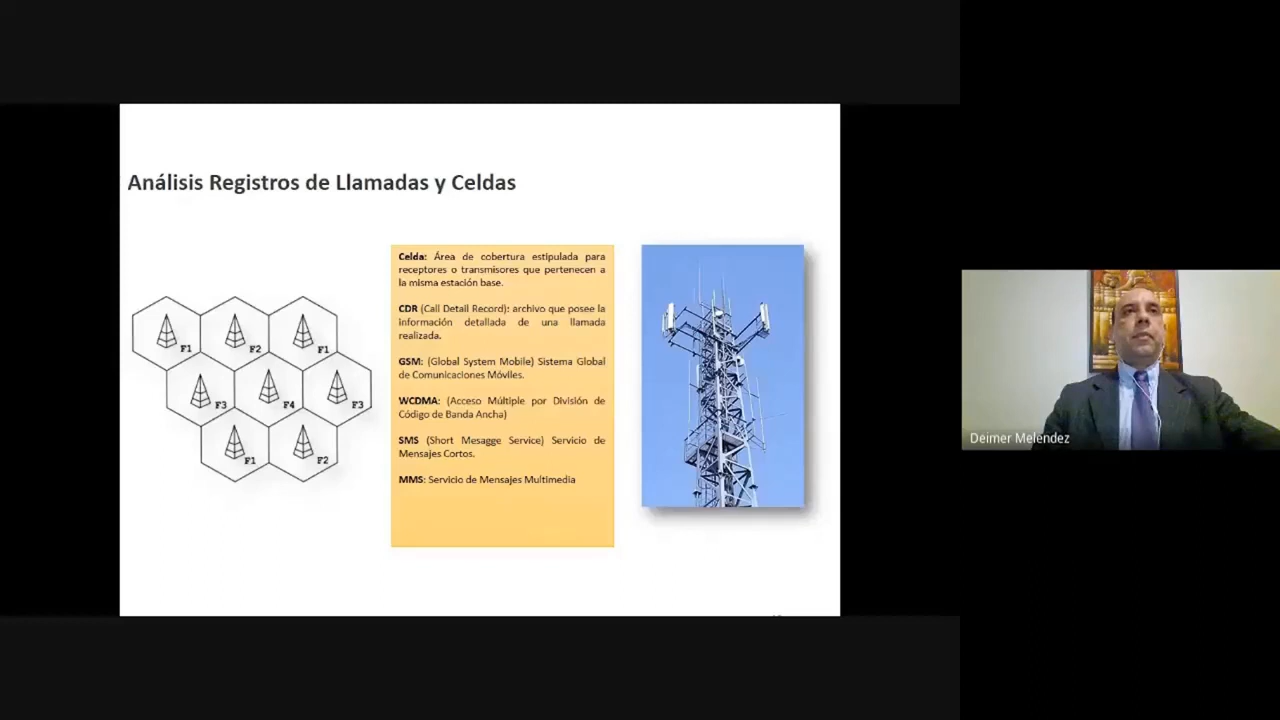 Análisis Registros de Llamadas y Celdas
F1
F2
F1
F3
F4
F3
F1
F2
Celda: Área de cobertura estipulada para
receptores o transmisores que pertenecen a
la misma estación base.
CDR (Call Detail Record): archivo que posee la
información detallada de una llamada
realizada.
GSM: (Global System Mobile) Sistema Global
de Comunicaciones Móviles.
WCDMA: (Acceso Múltiple por División de
Código de Banda Ancha)
SMS (Short Mesagge Service) Servicio de
Mensajes Cortos.
MMS: Servicio de Mensajes Multimedia
Deimer Melendez